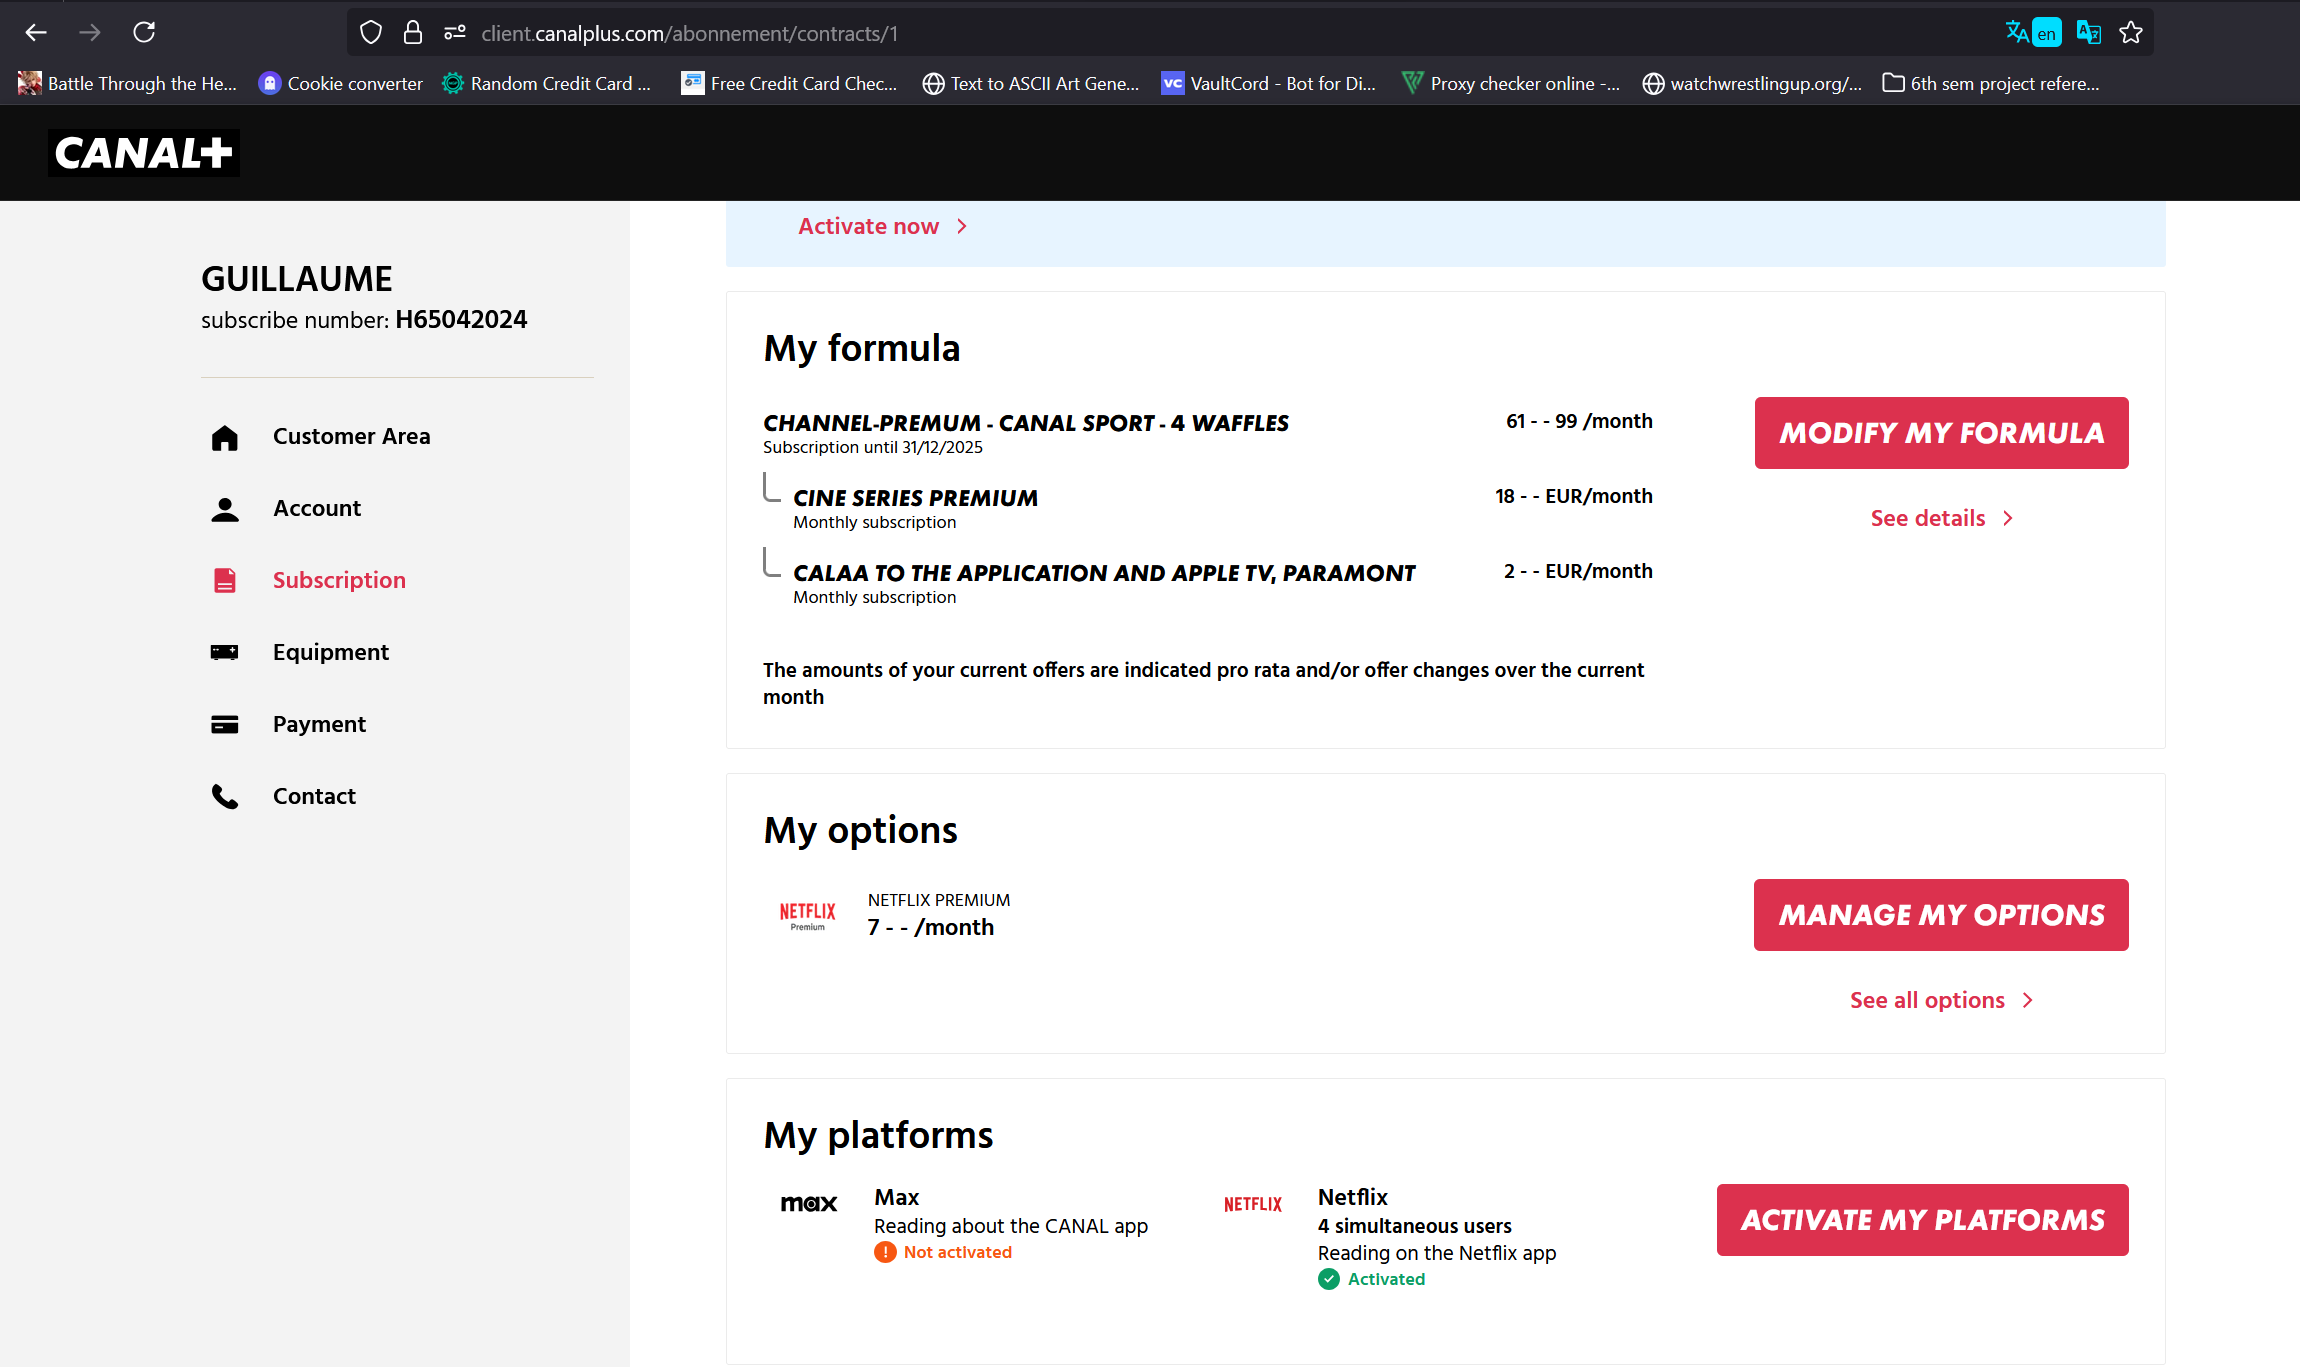 client.canalplus.com/abonnement/contracts/1
en
Battle Through the He...
Cookie converter
Random Credit Card ...
Free Credit Card Chec...
Text to ASCII Art Gene...
VC
VaultCord - Bot for Di...
Proxy checker online -...
watchwrestlingup.org/...
6th sem project refere...
CANAL+
GUILLAUME
subscribe number: H65042024
Customer Area
Account
Subscription
Equipment
Payment
Contact
Activate now
My formula
CHANNEL-PREMUM - CANAL SPORT - 4 WAFFLES
61 - - 99 /month
Subscription until 31/12/2025
CINE SERIES PREMIUM
18 - - EUR/month
Monthly subscription
CALAA TO THE APPLICATION AND APPLE TV, PARAMONT
2 - - EUR/month
Monthly subscription
The amounts of your current offers are indicated pro rata and/or offer changes over the current
month
MODIFY MY FORMULA
See details
My options
NETFLIX
Premium
NETFLIX PREMIUM
7 - - /month
MANAGE MY OPTIONS
See all options
My platforms
max
Max
Reading about the CANAL app
Not activated
NETFLIX
Netflix
4 simultaneous users
Reading on the Netflix app
Activated
ACTIVATE MY PLATFORMS